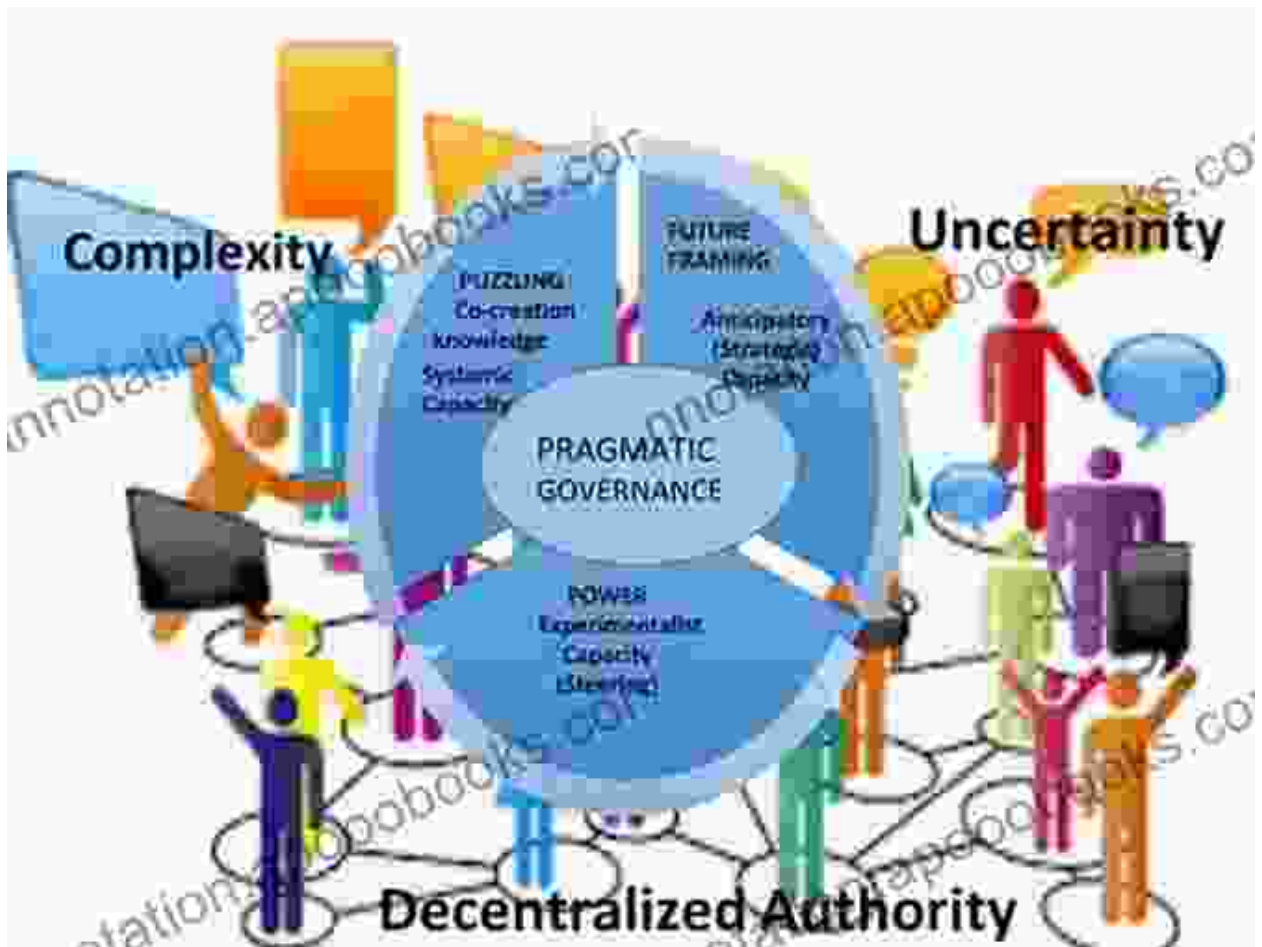 Complexity
Uncertainty
PUZZLING
Co-creation
knowledge
Systemic
Capacity
FUTURE
FRAMING
Anticipatory
(Strategic)
Capacity
PRAGMATIC
GOVERNANCE
POWER
Experimentalist
Capacity
(Steering)
Decentralized Authority